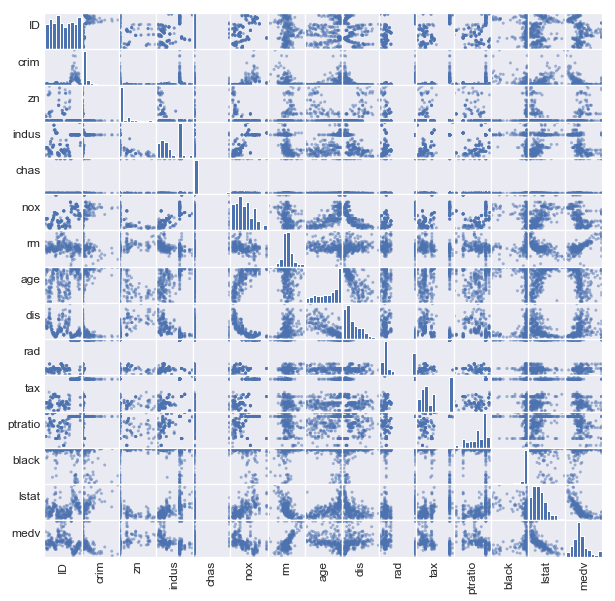 ID
crim
zn
indus
chas
nox
rm
age
dis
rad
tax
ptratio
black
lstat
medv
ID
crim
zn
indus
chas
nox
rm
age
dis
rad
tax
ptratio
black
lstat
medv